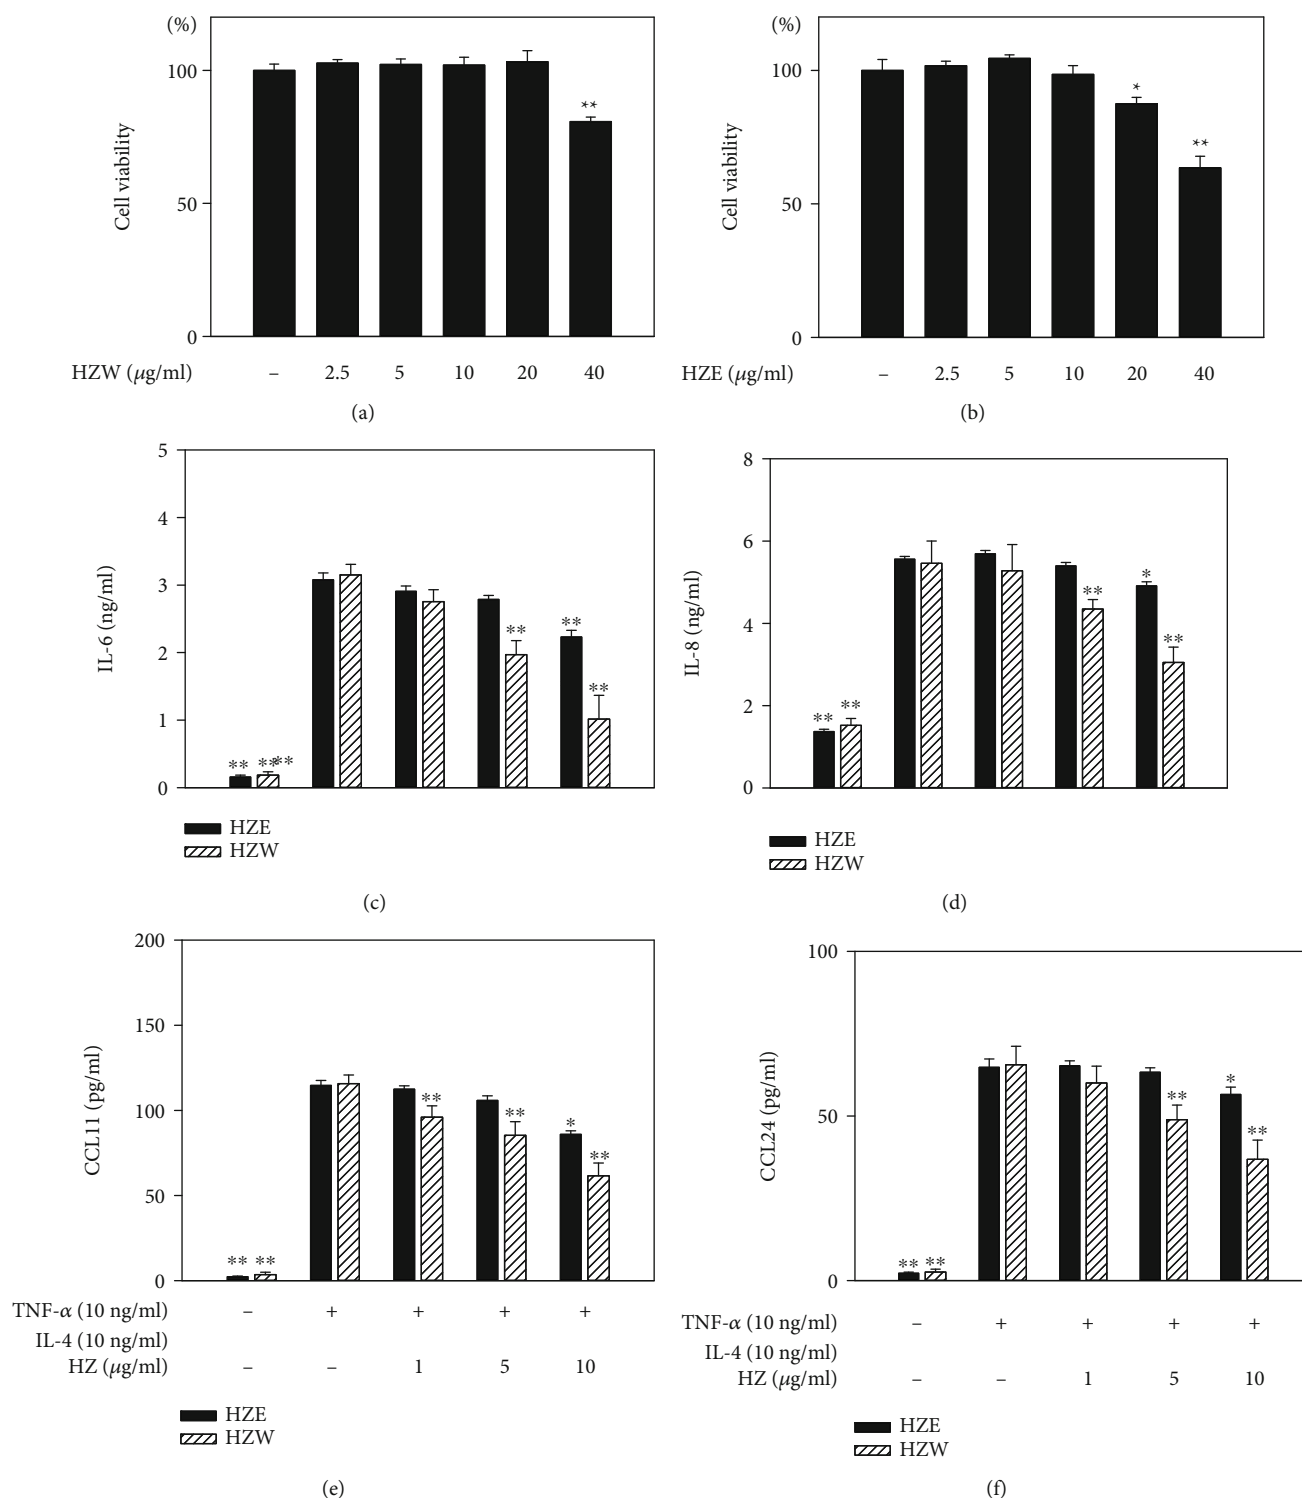 (%)
100
50
0
Cell viability
**
HZW (μg/ml)
– 2.5 5 10 20 40
(a)
(%)
100
50
0
Cell viability
*
**
HZE (μg/ml)
– 2.5 5 10 20 40
(b)
5
4
3
2
1
0
IL-6 (ng/ml)
** ** **
**
**
**
HZE
HZW
(c)
8
6
4
2
0
IL-8 (ng/ml)
** **
**
*
**
HZE
HZW
(d)
200
150
100
50
0
CCL11 (pg/ml)
** **
**
**
*
**
TNF-α (10 ng/ml) – + + + +
IL-4 (10 ng/ml)
HZ (μg/ml) – – 1 5 10
HZE
HZW
(e)
100
50
0
CCL24 (pg/ml)
** **
**
*
**
TNF-α (10 ng/ml) – + + + +
IL-4 (10 ng/ml)
HZ (μg/ml) – – 1 5 10
HZE
HZW
(f)